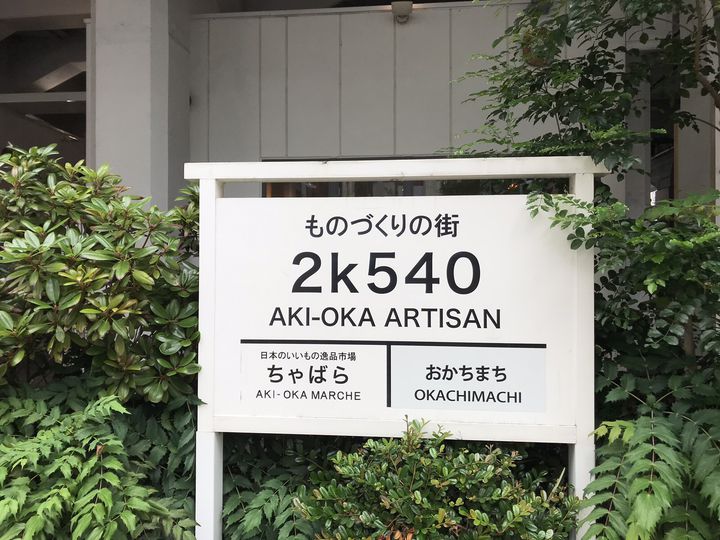 ものづくりの街
2k540
AKI-OKA ARTISAN
日本のいいもの逸品市場
ちゃばら
AKI-OKA MARCHE
おかちまち
OKACHIMACHI